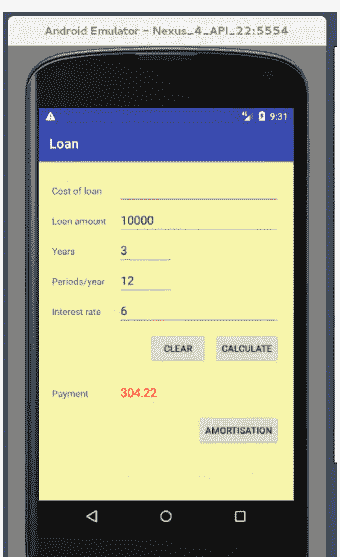 Android Emulator - Nexus_4_API_22:5554
9:31
Loan
Cost of loan
Loan amount 10000
Years 3
Periods/year 12
Interest rate 6
CLEAR CALCULATE
Payment 304.22
AMORTISATION